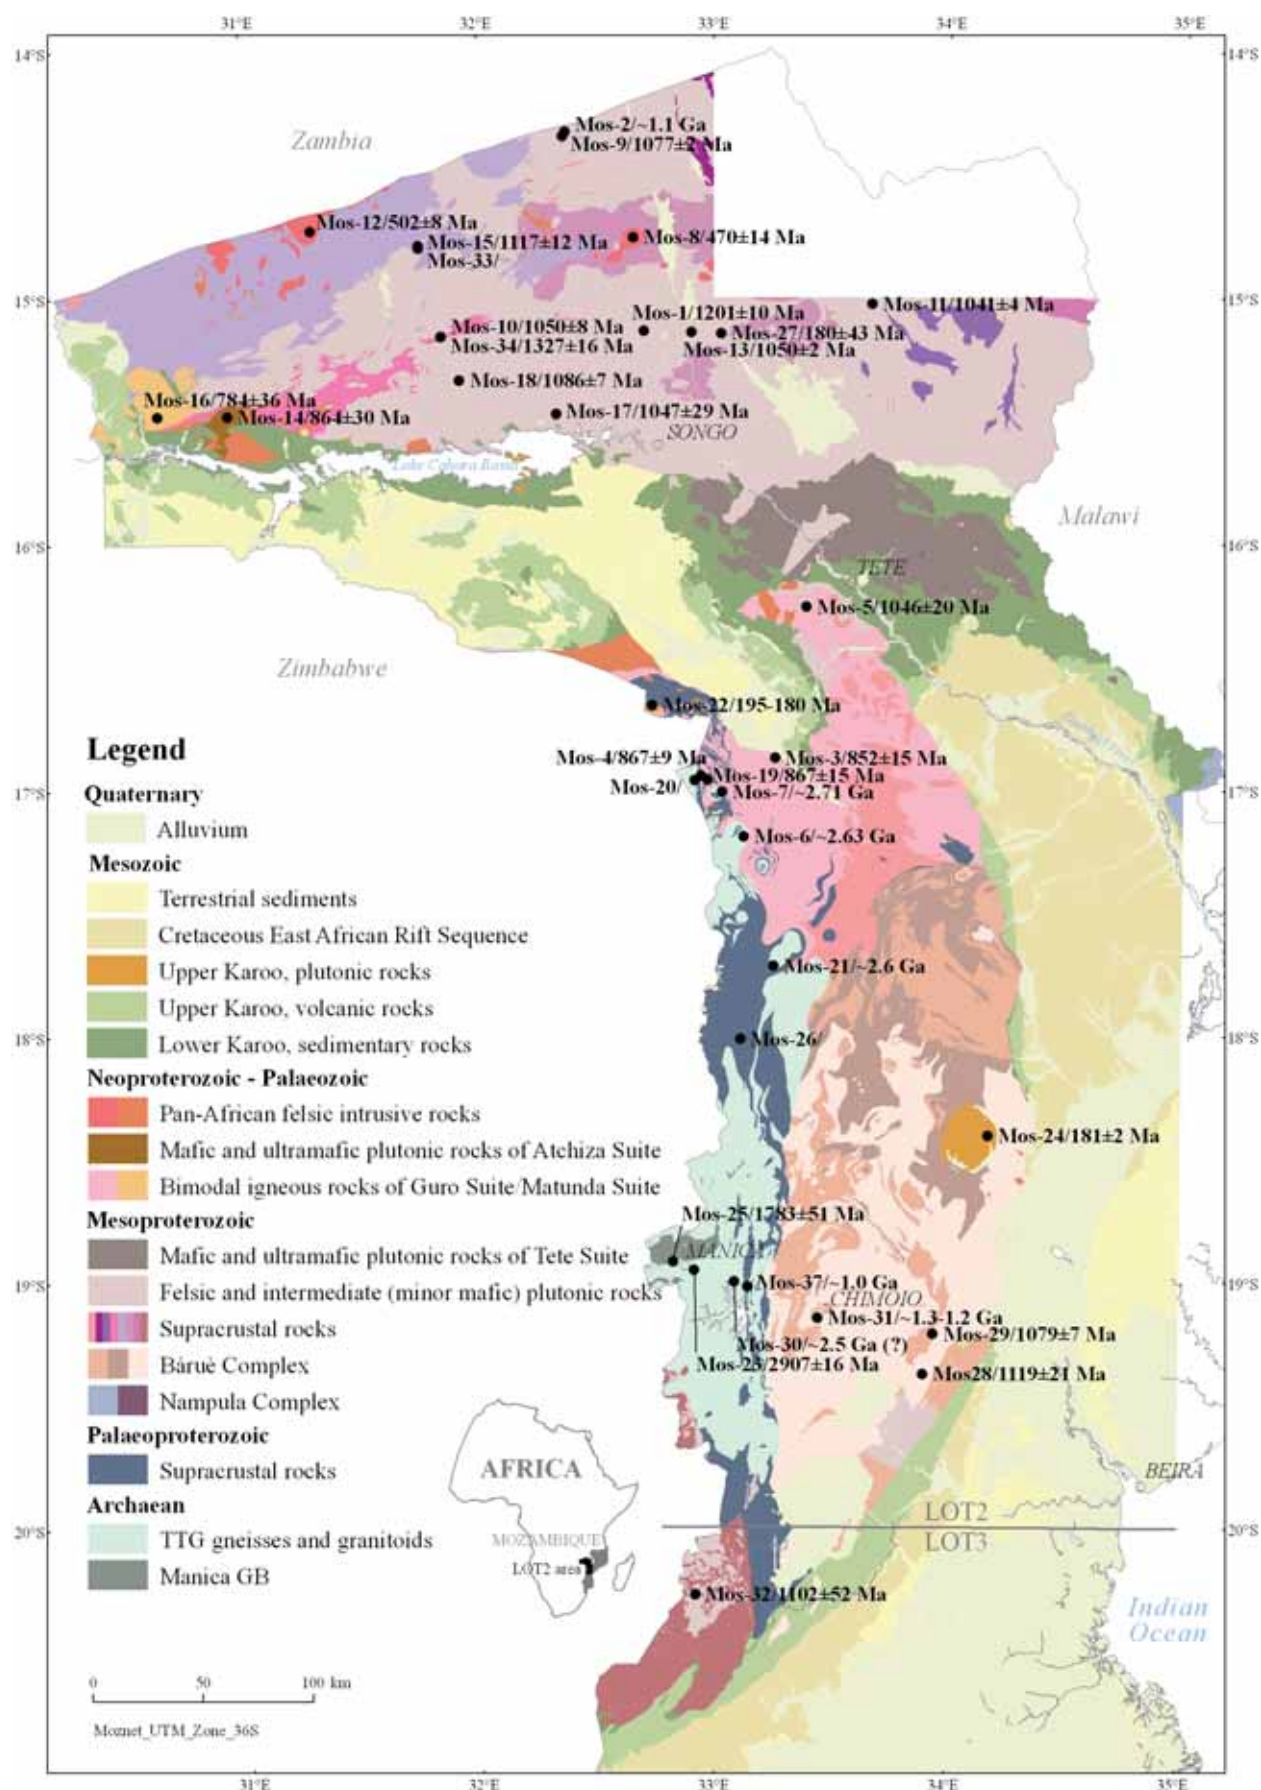 31°E 32°E 33°E 34°E 35°E
14°S 14°S
Zambia
Mos-2/~1.1 Ga
Mos-9/1077±2 Ma
Mos-12/502±8 Ma
Mos-15/1117±12 Ma
Mos-33/
Mos-8/470±14 Ma
15°S 15°S
Mos-11/1041±4 Ma
Mos-1/1201±10 Ma
Mos-10/1050±8 Ma
Mos-27/180±43 Ma
Mos-34/1327±16 Ma
Mos-13/1050±2 Ma
Mos-18/1086±7 Ma
Mos-16/784±36 Ma
Mos-14/864±30 Ma
Mos-17/1047±29 Ma
SONGO
Lake Cahora Bassa
Malawi
16°S 16°S
TETE
Mos-5/1046±20 Ma
Zimbabwe
Mos-22/195-180 Ma
Mos-4/867±9 Ma
Mos-3/852±15 Ma
Mos-19/867±15 Ma
Mos-20/
Mos-7/~2.71 Ga
17°S 17°S
Mos-6/~2.63 Ga
Mos-21/~2.6 Ga
18°S 18°S
Mos-26/
Mos-24/181±2 Ma
Mos-25/1783±51 Ma
MANICA
19°S 19°S
Mos-37/~1.0 Ga
CHIMOIO
Mos-31/~1.3-1.2 Ga
Mos-29/1079±7 Ma
Mos-30/~2.5 Ga (?)
Mos-23/2907±16 Ma
Mos28/1119±21 Ma
BEIRA
LOT2
20°S 20°S
LOT3
Mos-32/1102±52 Ma
Indian
Ocean
Legend
Quaternary
Alluvium
Mesozoic
Terrestrial sediments
Cretaceous East African Rift Sequence
Upper Karoo, plutonic rocks
Upper Karoo, volcanic rocks
Lower Karoo, sedimentary rocks
Neoproterozoic - Palaeozoic
Pan-African felsic intrusive rocks
Mafic and ultramafic plutonic rocks of Atchiza Suite
Bimodal igneous rocks of Guro Suite/Matunda Suite
Mesoproterozoic
Mafic and ultramafic plutonic rocks of Tete Suite
Felsic and intermediate (minor mafic) plutonic rocks
Supracrustal rocks
Báruè Complex
Nampula Complex
Palaeoproterozoic
Supracrustal rocks
Archaean
TTG gneisses and granitoids
Manica GB
AFRICA
MOZAMBIQUE
LOT2 area
0 50 100 km
Moznet_UTM_Zone_36S
31°E 32°E 33°E 34°E 35°E